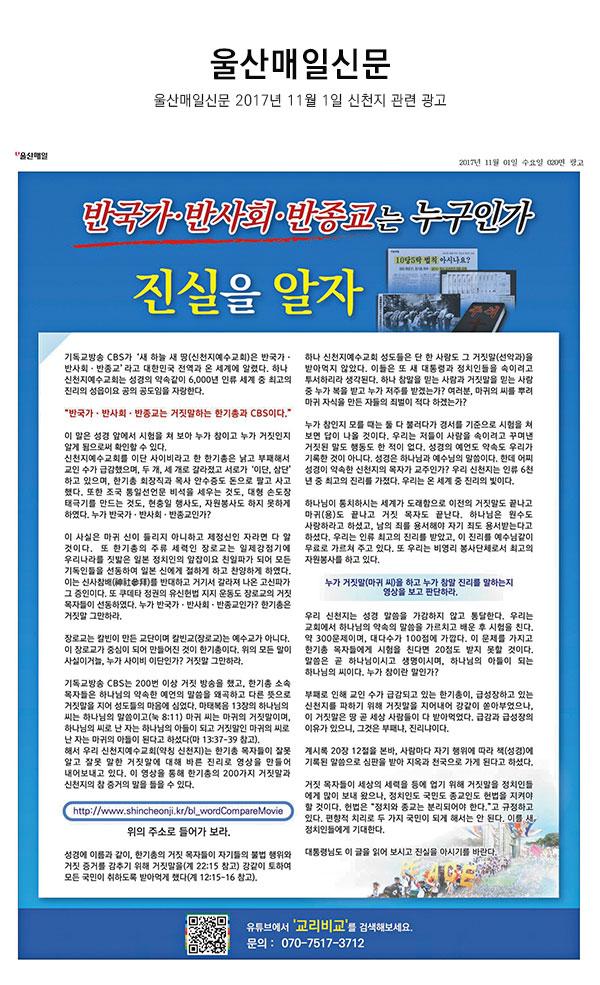 울산매일신문
울산매일신문 2017년 11월 1일 신천지 관련 광고
울산매일
2017년 11월 01일 수요일 020면 광고
반국가·반사회·반종교는 누구인가
진실을 알자
10당5락 법칙 아시나요?
기독교방송 CBS가 '새 하늘 새 땅(신천지예수교회)은 반국가·
반사회·반종교'라고 대한민국 전역과 온 세계에 알렸다. 하나
신천지예수교회는 성경의 약속같이 6,000년 인류 세계 중 최고의
진리의 성읍이요 공의 공도임을 자랑한다.
"반국가·반사회·반종교는 거짓말하는 한기총과 CBS이다."
이 말은 성경 앞에서 시험을 쳐 보아 누가 참이고 누가 거짓인지
알게 됨으로써 확인할 수 있다.
신천지예수교회를 이단 사이비라고 한 한기총은 낡고 부패해서
교인 수가 급감했으며, 두 개, 세 개로 갈라졌고 서로가 '이단, 삼단'
하고 있으며, 한기총 회장직과 목사 안수증도 돈으로 팔고 사고
했다. 또한 조국 통일선언문 비석을 세우는 것도, 대형 손도장
태극기를 만드는 것도, 현충일 행사도, 자원봉사도 하지 못하게
하였다. 누가 반국가·반사회·반종교인가?
이 사실은 마귀 신이 들리지 아니하고 제정신인 자라면 다 알
것이다. 또 한기총의 주류 세력인 장로교는 일제강점기에
우리나라를 짓밟은 일본 정치인의 앞잡이요 친일파가 되어 모든
기독인들을 선동하여 일본 신에게 절하게 하고 찬양하게 하였다.
이는 신사참배(神社參拜)를 반대하고 거기서 갈라져 나온 고신파가
그 증인이다. 또 쿠데타 정권의 유신헌법 지지 운동도 장로교의 거짓
목자들이 선동하였다. 누가 반국가·반사회·반종교인가? 한기총은
거짓말 그만하라.
장로교는 칼빈이 만든 교단이며 칼빈교(장로교)는 예수교가 아니다.
이 장로교가 중심이 되어 만들어진 것이 한기총이다. 위의 모든 말이
사실이거늘, 누가 사이비 이단인가? 거짓말 그만하라.
기독교방송 CBS는 200번 이상 거짓 방송을 했고, 한기총 소속
목자들은 하나님의 약속한 예언의 말씀을 왜곡하고 다른 뜻으로
거짓말을 지어 성도들의 마음에 심었다. 마태복음 13장의 하나님의
씨는 하나님의 말씀이고(눅 8:11) 마귀 씨는 마귀의 거짓말이며,
하나님의 씨로 난 자는 하나님의 아들이 되고 거짓말인 마귀의 씨로
난 자는 마귀의 아들이 된다고 하셨다(마 13:37-39 참고).
해서 우리 신천지예수교회(약칭 신천지)는 한기총 목자들이 잘못
알고 잘못 말한 거짓말에 대해 바른 진리로 영상을 만들어
내어보내고 있다. 이 영상을 통해 한기총의 200가지 거짓말과
신천지의 참 증거의 말을 들을 수 있다.
http://www.shincheonji.kr/bl_wordCompareMovie
위의 주소로 들어가 보라.
성경에 이름과 같이, 한기총의 거짓 목자들이 자기들의 불법 행위와
거짓 증거를 감추기 위해 거짓말을(계 22:15 참고) 강같이 토하여
모든 국민이 취하도록 받아먹게 했다(계 12:15-16 참고).
하나 신천지예수교회 성도들은 단 한 사람도 그 거짓말(선악과)을
받아먹지 않았다. 이들은 또 새 대통령과 정치인들을 속이려고
투서하리라 생각된다. 하나 참말을 믿는 사람과 거짓말을 믿는 사람
중 누가 복을 받고 누가 저주를 받겠는가? 여러분, 마귀의 씨를 뿌려
마귀 자식을 만든 자들의 죄벌이 적다 하겠는가?
누가 참인지 모를 때는 둘 다 불러다가 경서를 기준으로 시험을 쳐
보면 답이 나올 것이다. 우리는 저들이 사람을 속이려고 꾸며낸
거짓된 말도 행동도 한 적이 없다. 성경의 예언도 약속도 우리가
기록한 것이 아니다. 성경은 하나님과 예수님의 말씀이다. 한데 어찌
성경이 약속한 신천지의 목자가 교주인가? 우리 신천지는 인류 6천
년 중 최고의 진리를 가졌다. 우리는 온 세계 중 진리의 빛이다.
하나님이 통치하시는 세계가 도래함으로 이전의 거짓말도 끝나고
마귀(용)도 끝나고 거짓 목자도 끝난다. 하나님은 원수도
사랑하라고 하셨고, 남의 죄를 용서해야 자기 죄도 용서받는다고
하셨다. 우리는 인류 최고의 진리를 받았고, 이 진리를 예수님같이
무료로 가르쳐 주고 있다. 또 우리는 비영리 봉사단체로서 최고의
자원봉사를 하고 있다.
누가 거짓말(마귀 씨)을 하고 누가 참말 진리를 말하는지
영상을 보고 판단하라.
우리 신천지는 성경 말씀을 가감하지 않고 통달한다. 우리는
교회에서 하나님의 약속의 말씀을 가르치고 배운 후 시험을 친다.
약 300문제이며, 대다수가 100점에 가깝다. 이 문제를 가지고
한기총 목자들에게 시험을 친다면 20점도 받지 못할 것이다.
말씀은 곧 하나님이시고 생명이시며, 하나님의 아들이 되는
하나님의 씨이다. 누가 참이란 말인가?
부패로 인해 교인 수가 급감되고 있는 한기총이, 급성장하고 있는
신천지를 파하기 위해 거짓말을 지어내어 강같이 쏟아부었으나,
이 거짓말은 땅 곧 세상 사람들이 다 받아먹었다. 급감과 급성장의
이유가 있으니, 그것은 부패냐, 진리냐이다.
계시록 20장 12절을 본바, 사람마다 자기 행위에 따라 책(성경)에
기록된 말씀으로 심판을 받아 지옥과 천국으로 가게 된다고 하셨다.
거짓 목자들이 세상의 세력을 등에 업기 위해 거짓말을 정치인들
에게 많이 보내 왔으나, 정치인도 국민도 종교인도 헌법을 지켜야
할 것이다. 헌법은 "정치와 종교는 분리되어야 한다."고 규정하고
있다. 편향적 치리로 두 가지 국민이 되게 해서는 안 된다. 이를 새
정치인들에게 기대한다.
대통령님도 이 글을 읽어 보시고 진실을 아시기를 바란다.
유튜브에서 '교리비교'를 검색해보세요.
문의 : 070-7517-3712